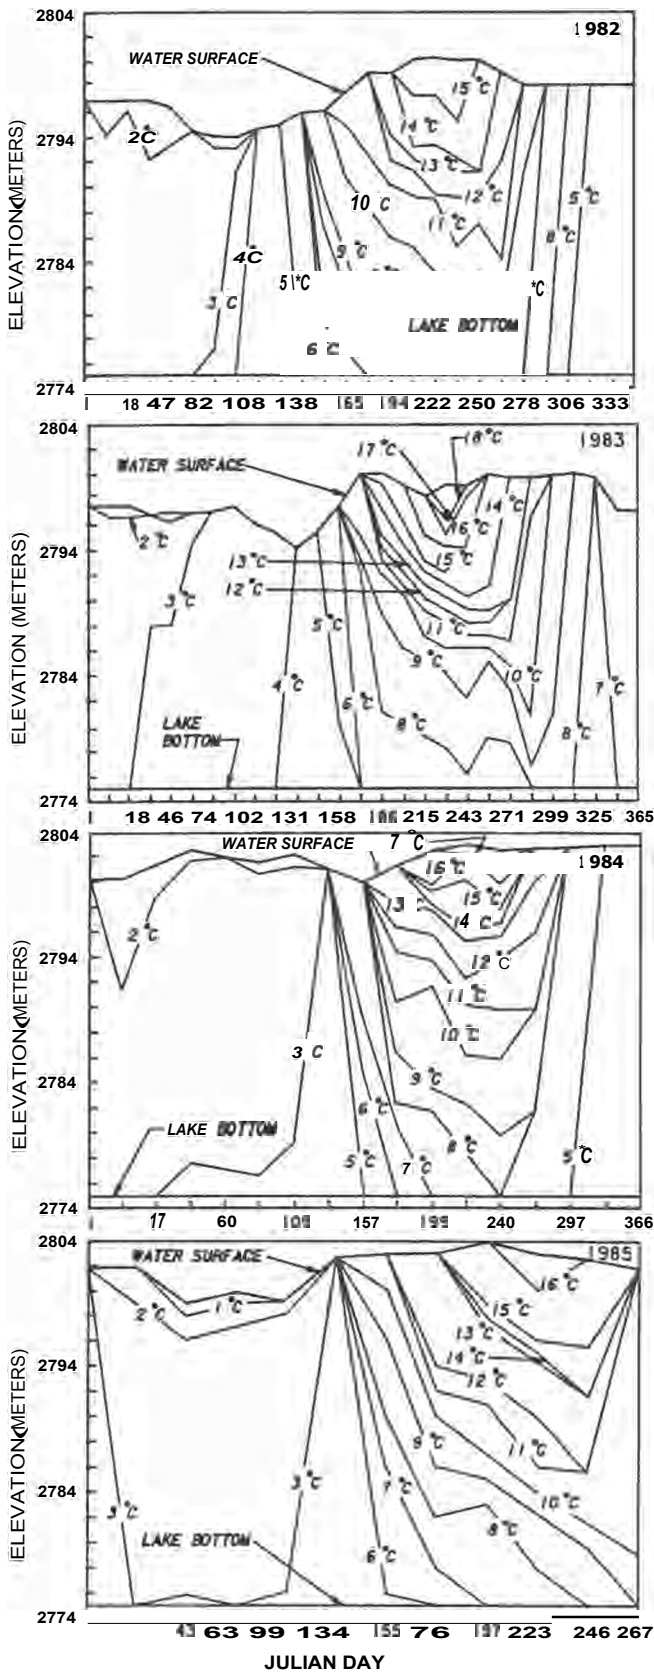 2804
1982
WATER SURFACE
15 °C
2794
2°C
14 °C
13 °C
12 °C
10 C
11 °C
5 °C
ELEVATION (METERS)
4C
9 °C
8 °C
2784
3 °C
5 \*C
*C
LAKE BOTTOM
6 C
2774
1 18 47 82 108 138 165 194 222 250 278 306 333
2804
17 °C
18 °C
1983
WATER SURFACE
14 °C
16 °C
2 °C
2794
13 °C
15 °C
12 °C
3 °C
5 °C
11 °C
ELEVATION (METERS)
9 °C
10 °C
2784
4 °C
6 °C
7 °C
LAKE
BOTTOM
8 °C
8 °C
2774
1 18 46 74 102 131 158 186 215 243 271 299 325 365
2804
WATER SURFACE 7 °C
16 °C
1984
15 °C
13 °C
14 C
2 °C
2794
12 °C
11 °C
ELEVATION (METERS)
10 °C
3 C
2784
9 °C
6 °C
LAKE BOTTOM
8 °C
5 °C
7 °C
5 °C
2774
1 17 60 109 157 199 240 297 366
2804
WATER SURFACE
1985
16 °C
2 °C
1 °C
15 °C
13 °C
14 °C
2794
12 °C
ELEVATION (METERS)
9 °C
11 °C
3 °C
7 °C
2784
10 °C
3 °C
8 °C
LAKE BOTTOM
6 °C
2774
43 63 99 134 155 76 197 223 246 267
JULIAN DAY